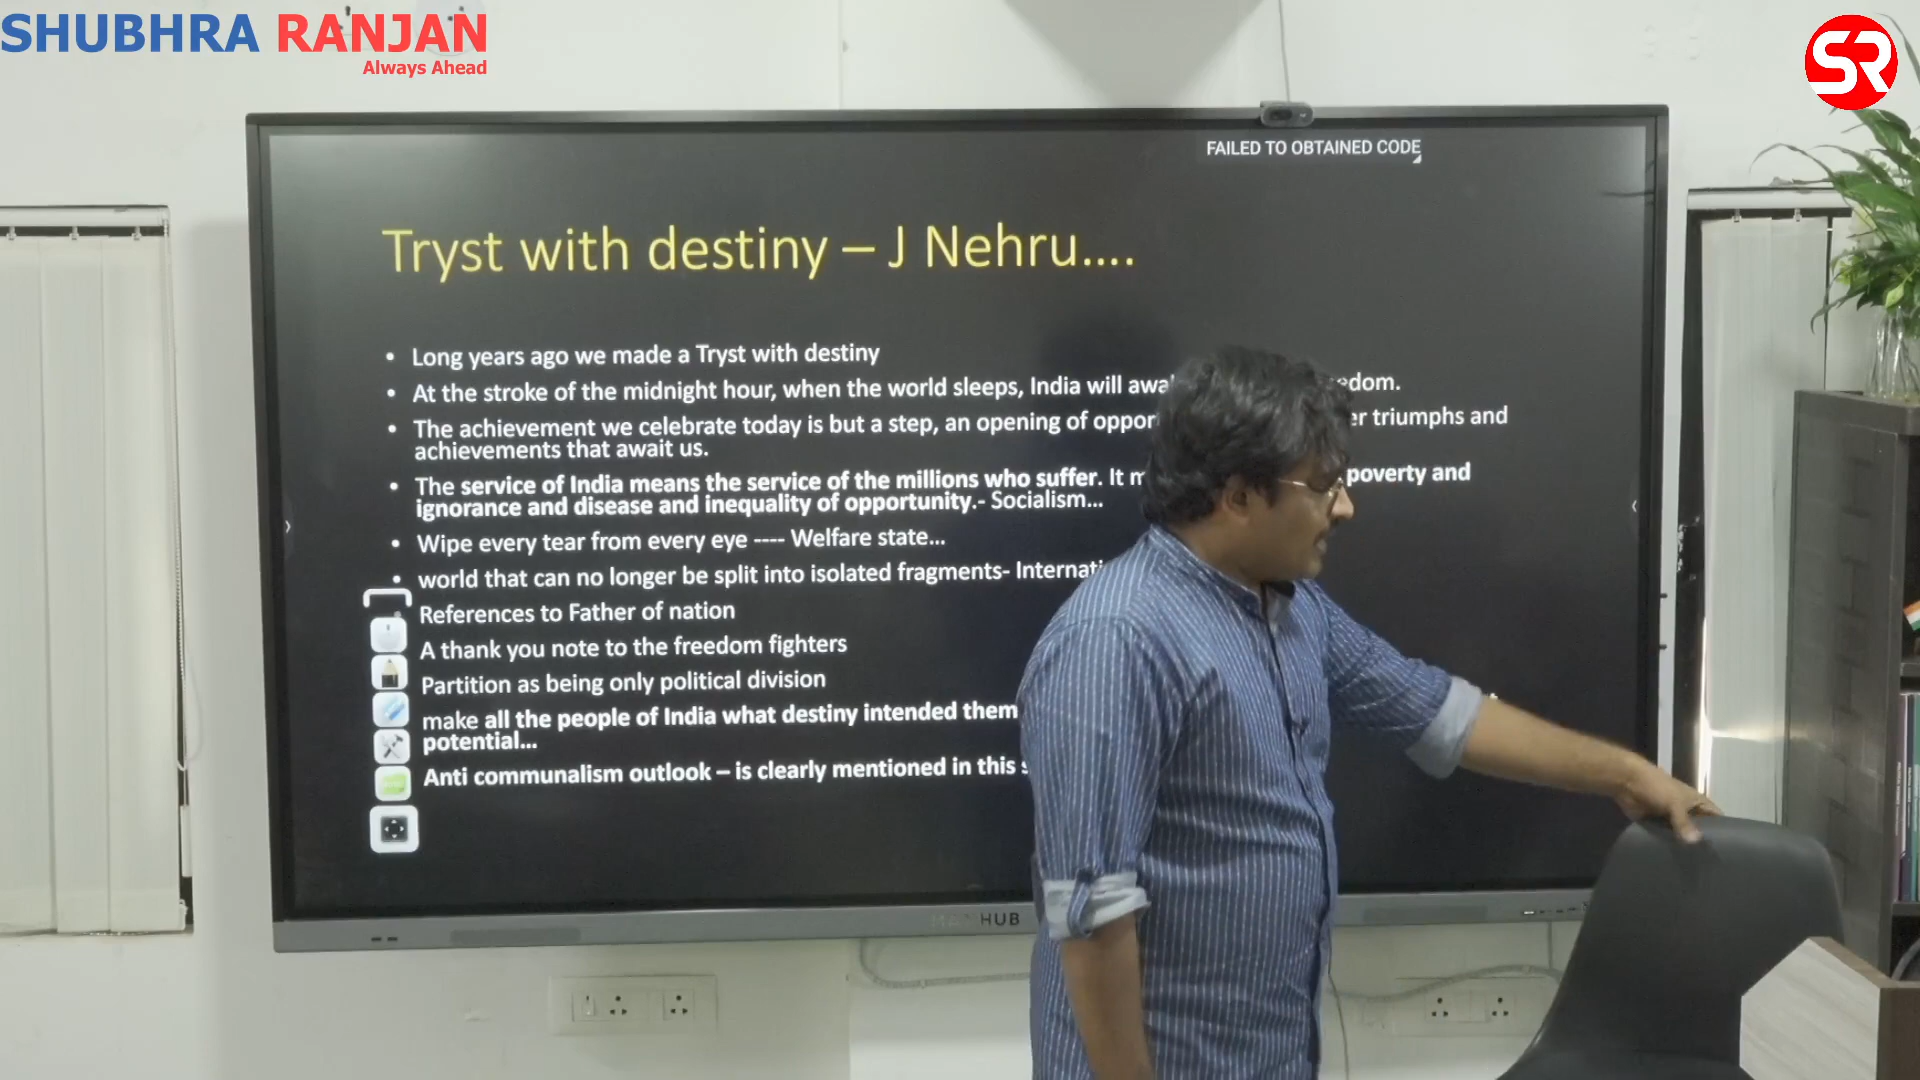 SHUBHRA RANJAN
Always Ahead
SR
FAILED TO OBTAINED CODE
Tryst with destiny – J Nehru....
• Long years ago we made a Tryst with destiny
• At the stroke of the midnight hour, when the world sleeps, India will edom.
• The achievement we celebrate today is but a step, an opening of er triumphs and
achievements that await us.
• The service of India means the service of the millions who suffer. It poverty and
ignorance and disease and inequality of opportunity.- Socialism...
• Wipe every tear from every eye ---- Welfare state...
• world that can no longer be split into isolated fragments-
References to Father of nation
A thank you note to the freedom fighters
Partition as being only political division
make all the people of India what destiny intended them
potential...
Anti communalism outlook – is clearly mentioned in this
HUB